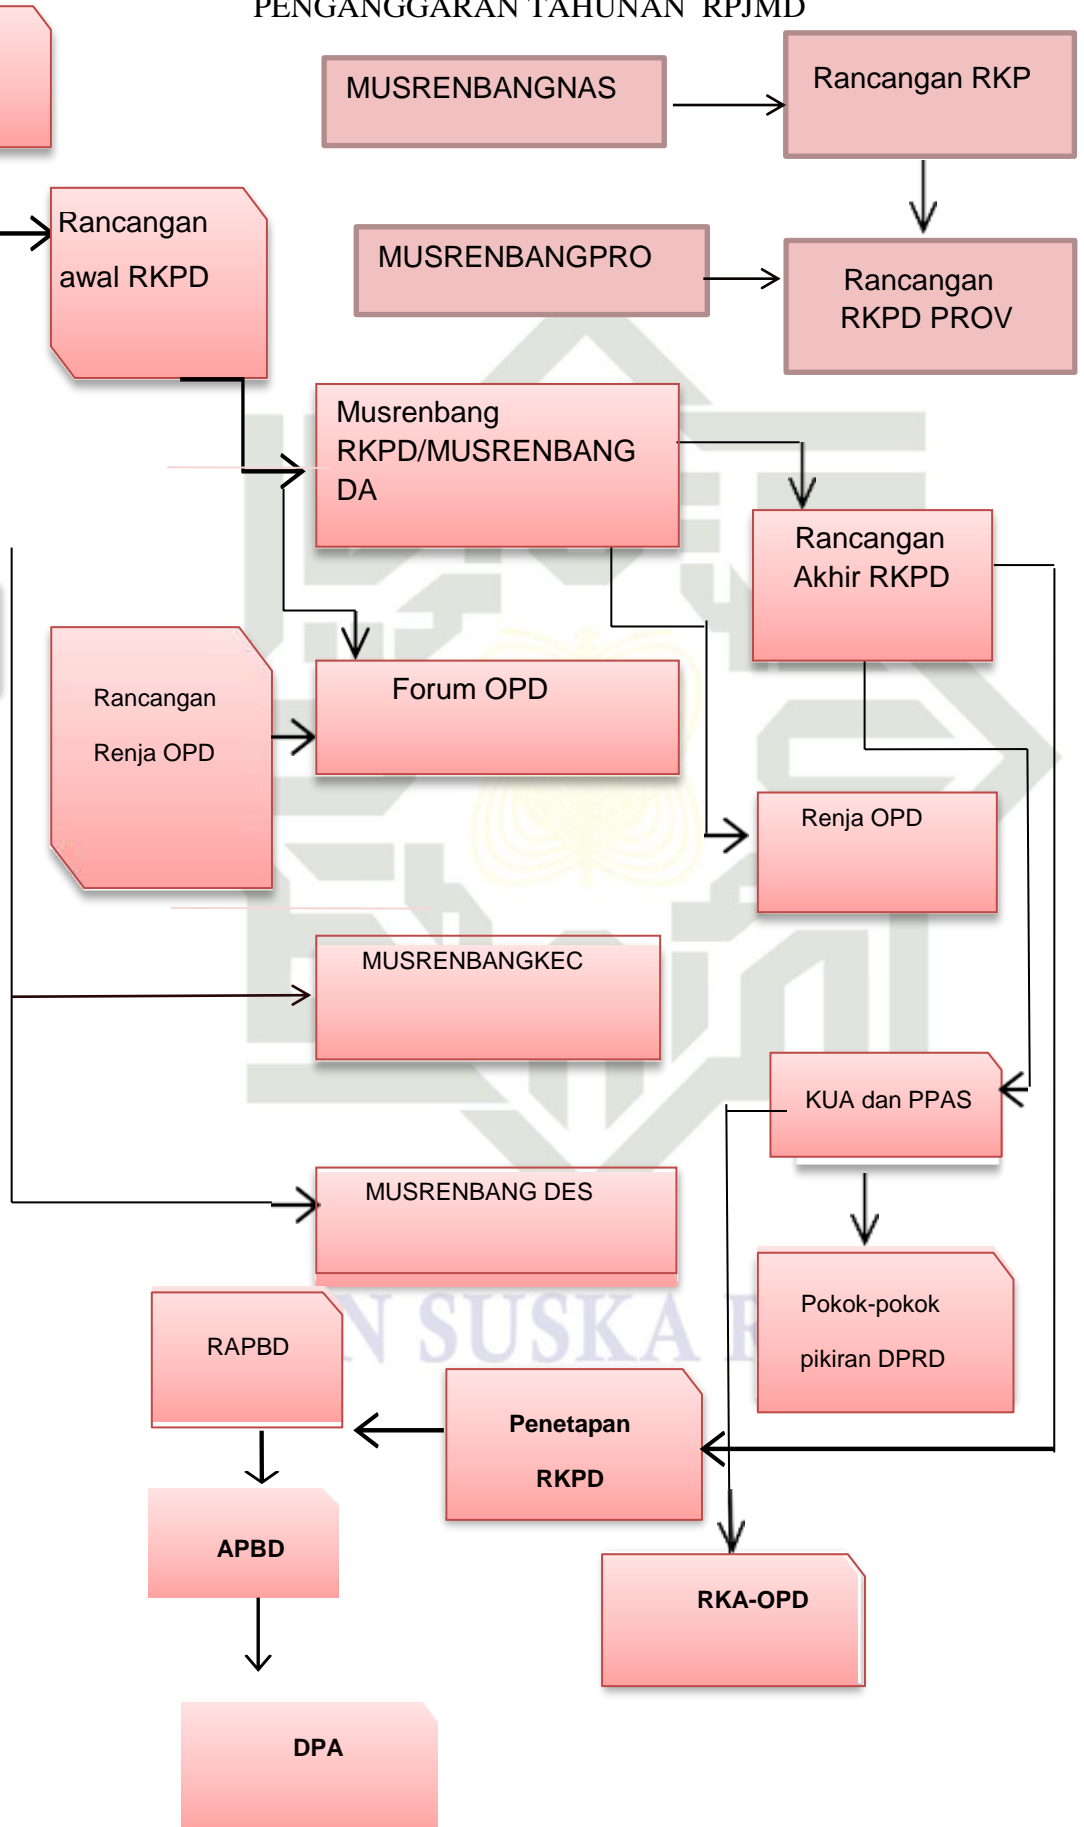 PENGANGGARAN TAHUNAN RPJMD
MUSRENBANGNAS
Rancangan RKP
Rancangan
awal RKPD
MUSRENBANGPRO
Rancangan
RKPD PROV
Musrenbang
RKPD/MUSRENBANG
DA
Rancangan
Akhir RKPD
Rancangan
Renja OPD
Forum OPD
Renja OPD
MUSRENBANGKEC
KUA dan PPAS
MUSRENBANG DES
Pokok-pokok
pikiran DPRD
RAPBD
N SUSKA R
Penetapan
RKPD
APBD
RKA-OPD
DPA